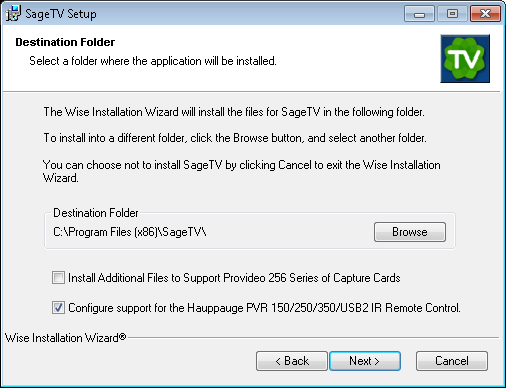 SageTV Setup
Destination Folder
Select a folder where the application will be installed.
TV
The Wise Installation Wizard will install the files for SageTV in the following folder.
To install into a different folder, click the Browse button, and select another folder.
You can choose not to install SageTV by clicking Cancel to exit the Wise Installation
Wizard.
Destination Folder
C:\Program Files (x86)\SageTV\
Browse
Install Additional Files to Support Provideo 256 Series of Capture Cards
Configure support for the Hauppauge PVR 150/250/350/USB2 IR Remote Control.
Wise Installation Wizard®
< Back
Next >
Cancel